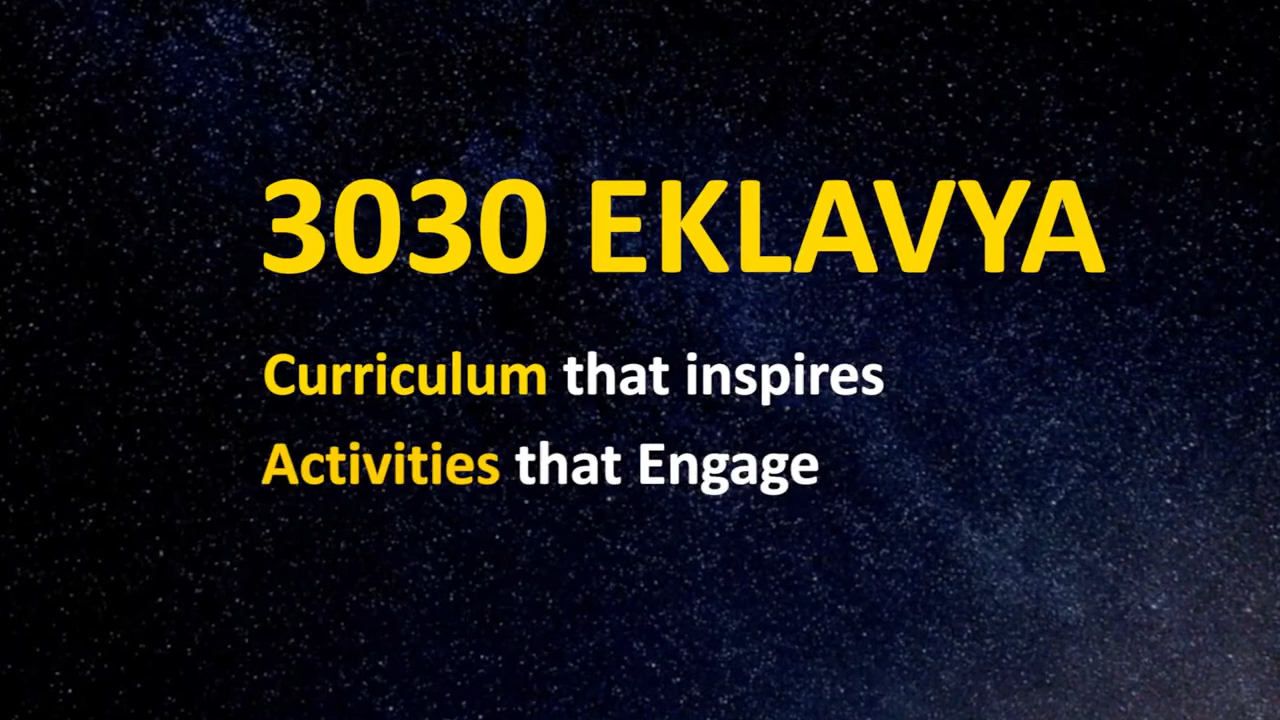 3030 EKLAVYA
Curriculum that inspires
Activities that Engage